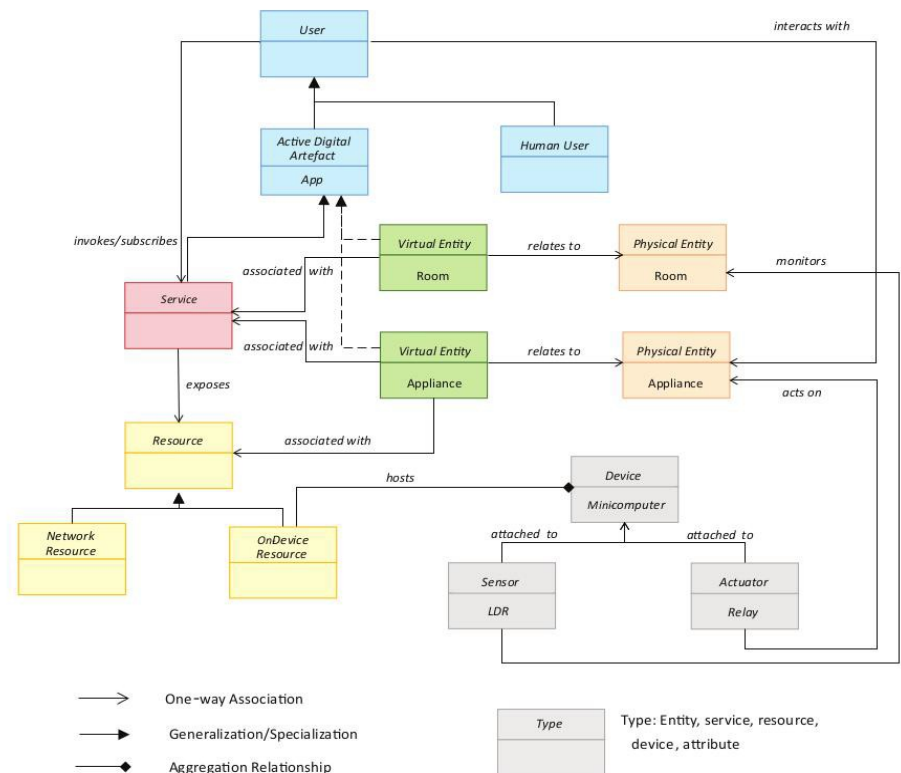 User
interacts with
Active Digital
Artefact
App
Human User
invokes/subscribes
associated with
Virtual Entity
Room
relates to
Physical Entity
Room
monitors
Service
associated with
Virtual Entity
Appliance
relates to
Physical Entity
Appliance
exposes
acts on
Resource
associated with
hosts
Device
Minicomputer
Network
Resource
OnDevice
Resource
attached to
attached to
Sensor
LDR
Actuator
Relay
One-way Association
Generalization/Specialization
Aggregation Relationship
Type
Type: Entity, service, resource,
device, attribute